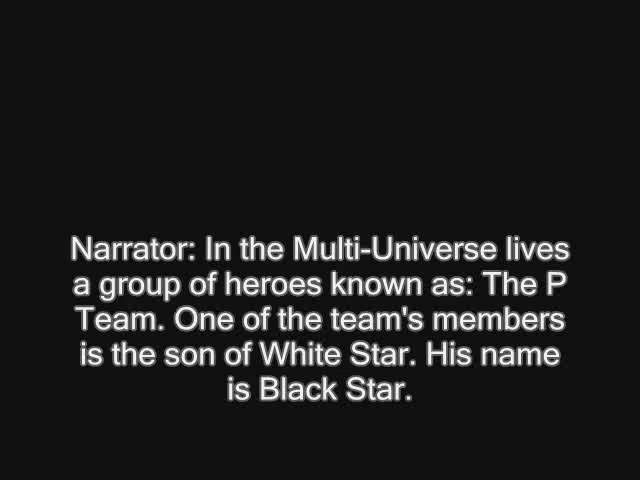 Narrator: In the Multi-Universe lives
a group of heroes known as: The P
Team. One of the team's members
is the son of White Star. His name
is Black Star.